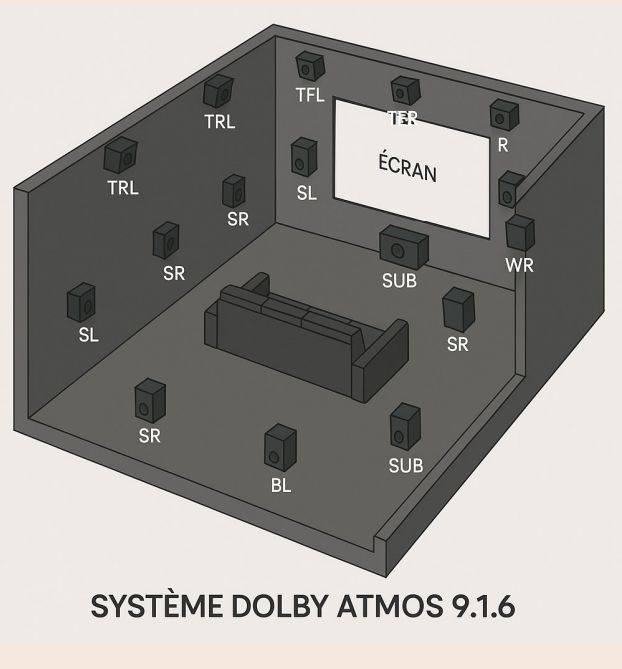 TFL
TRL
R
ÉCRAN
TRL
SL
SR
WR
SR
SUB
SL
SR
SR
SUB
BL
SYSTÈME DOLBY ATMOS 9.1.6